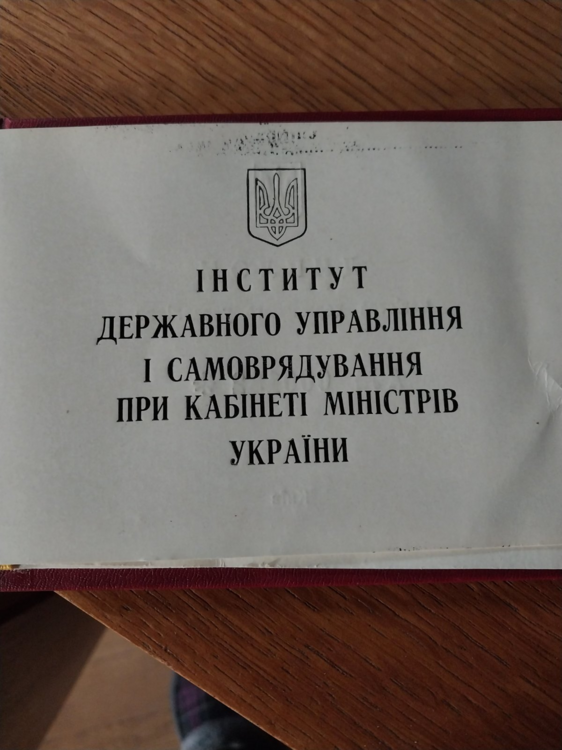 ІНСТИТУТ
ДЕРЖАВНОГО УПРАВЛІННЯ
І САМОВРЯДУВАННЯ
ПРИ КАБІНЕТІ МІНІСТРІВ
УКРАЇНИ